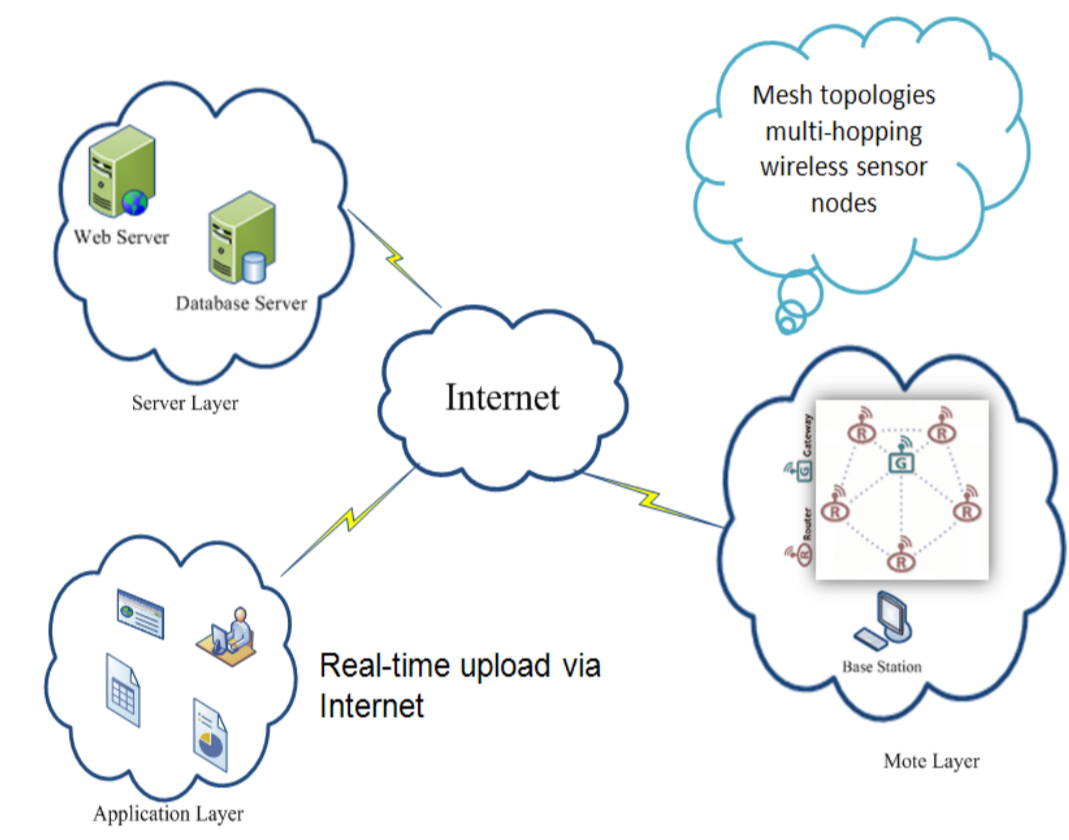 Mesh topologies
multi-hopping
wireless sensor
nodes
Web Server
Database Server
Server Layer
Internet
G Gateway
R Router
R
R
G
R
R
R
Base Station
Mote Layer
Real-time upload via
Internet
Application Layer